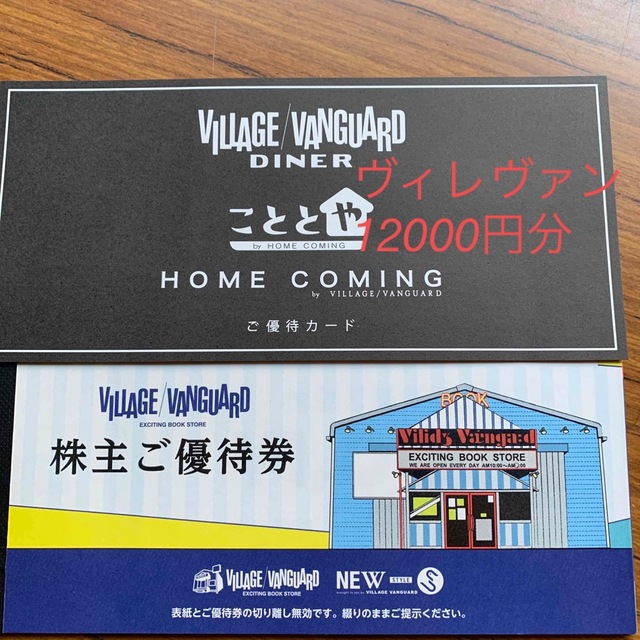 VILLAGE/VANGUARD
DINER
ヴィレヴァン
12000円分
こととや
by HOME COMING
HOME COMING
by VILLAGE/VANGUARD
ご優待カード
VILLAGE/VANGUARD
EXCITING BOOK STORE
株主ご優待券
BOOK
EXCITING BOOK STORE
WE ARE OPEN EVERY DAY
VILLAGE/VANGUARD
EXCITING BOOK STORE
NEW STYLE
brought to you by VILLAGE VANGUARD
表紙とご優待券の切り離し無効です。綴りのままご提示ください。